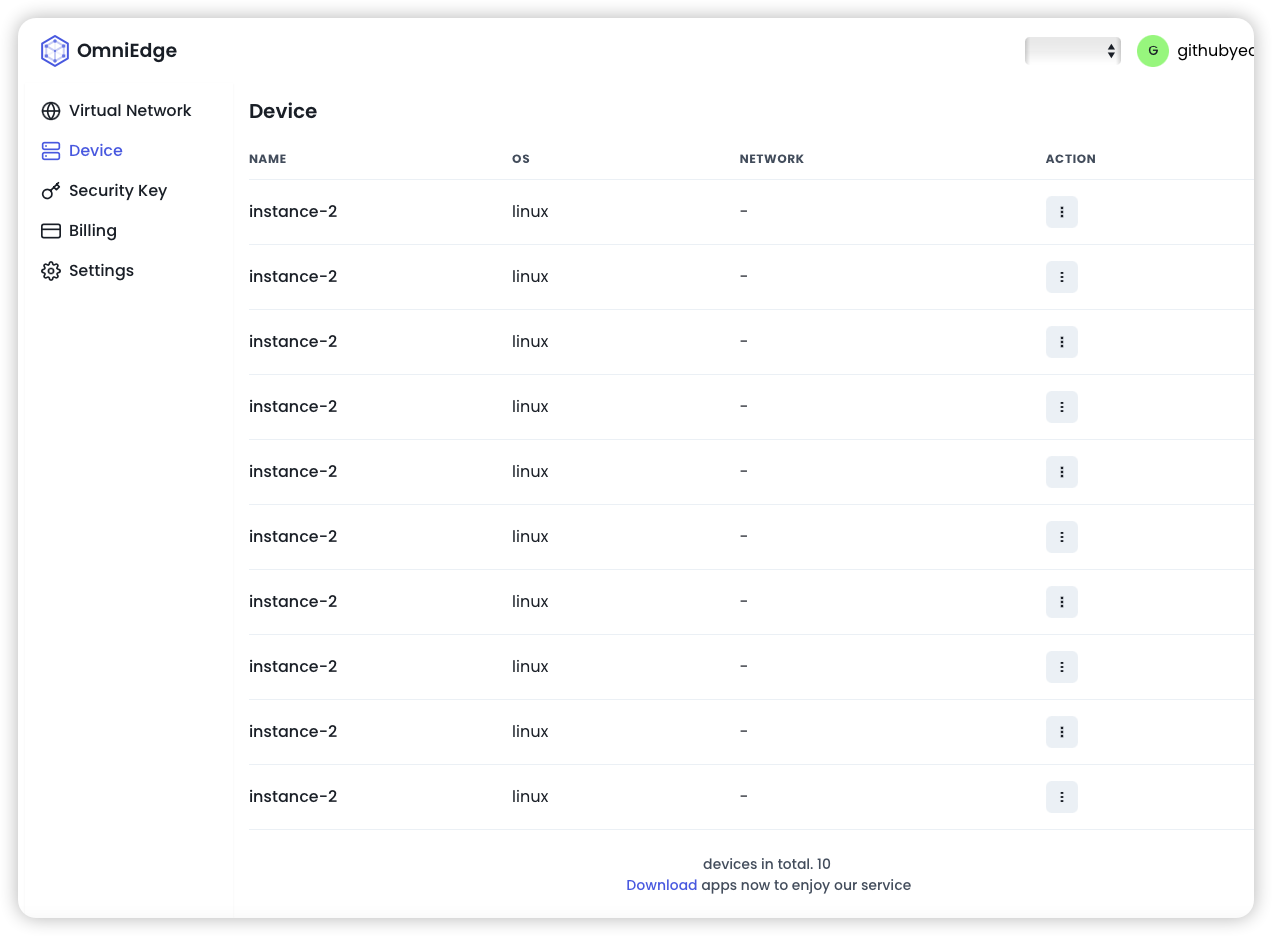 OmniEdge
G
Virtual Network
Device
Security Key
Billing
Settings
Device
NAME OS NETWORK ACTION
instance-2 linux -
instance-2 linux -
instance-2 linux -
instance-2 linux -
instance-2 linux -
instance-2 linux -
instance-2 linux -
instance-2 linux -
instance-2 linux -
instance-2 linux -
devices in total. 10
Download apps now to enjoy our service